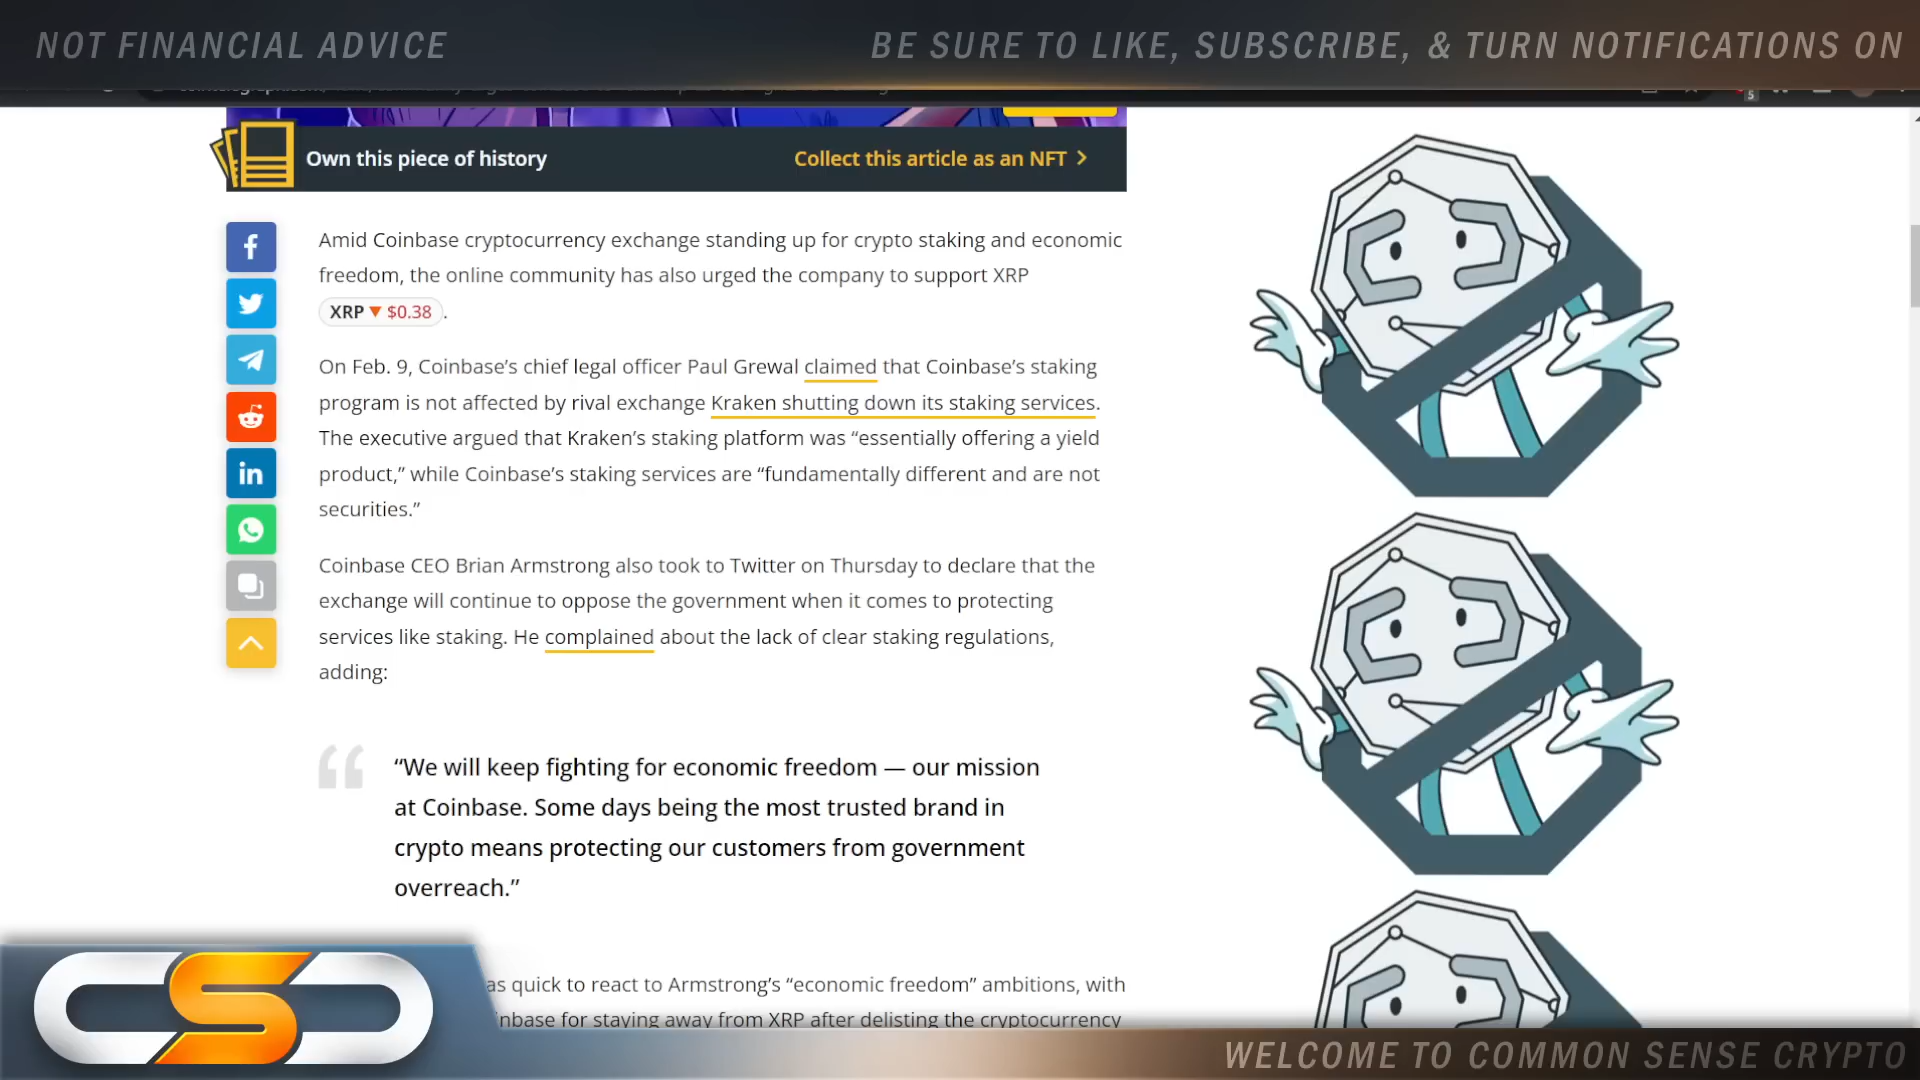 NOT FINANCIAL ADVICE
BE SURE TO LIKE, SUBSCRIBE, & TURN NOTIFICATIONS ON
5
Own this piece of history
Collect this article as an NFT >
Amid Coinbase cryptocurrency exchange standing up for crypto staking and economic
freedom, the online community has also urged the company to support XRP
XRP ▼ $0.38 .
On Feb. 9, Coinbase’s chief legal officer Paul Grewal claimed that Coinbase’s staking
program is not affected by rival exchange Kraken shutting down its staking services.
The executive argued that Kraken’s staking platform was “essentially offering a yield
product,” while Coinbase’s staking services are “fundamentally different and are not
securities.”
Coinbase CEO Brian Armstrong also took to Twitter on Thursday to declare that the
exchange will continue to oppose the government when it comes to protecting
services like staking. He complained about the lack of clear staking regulations,
adding:
“We will keep fighting for economic freedom — our mission
at Coinbase. Some days being the most trusted brand in
crypto means protecting our customers from government
overreach.”
as quick to react to Armstrong’s “economic freedom” ambitions, with
nbase for staying away from XRP after delisting the cryptocurrency
CSC
WELCOME TO COMMON SENSE CRYPTO